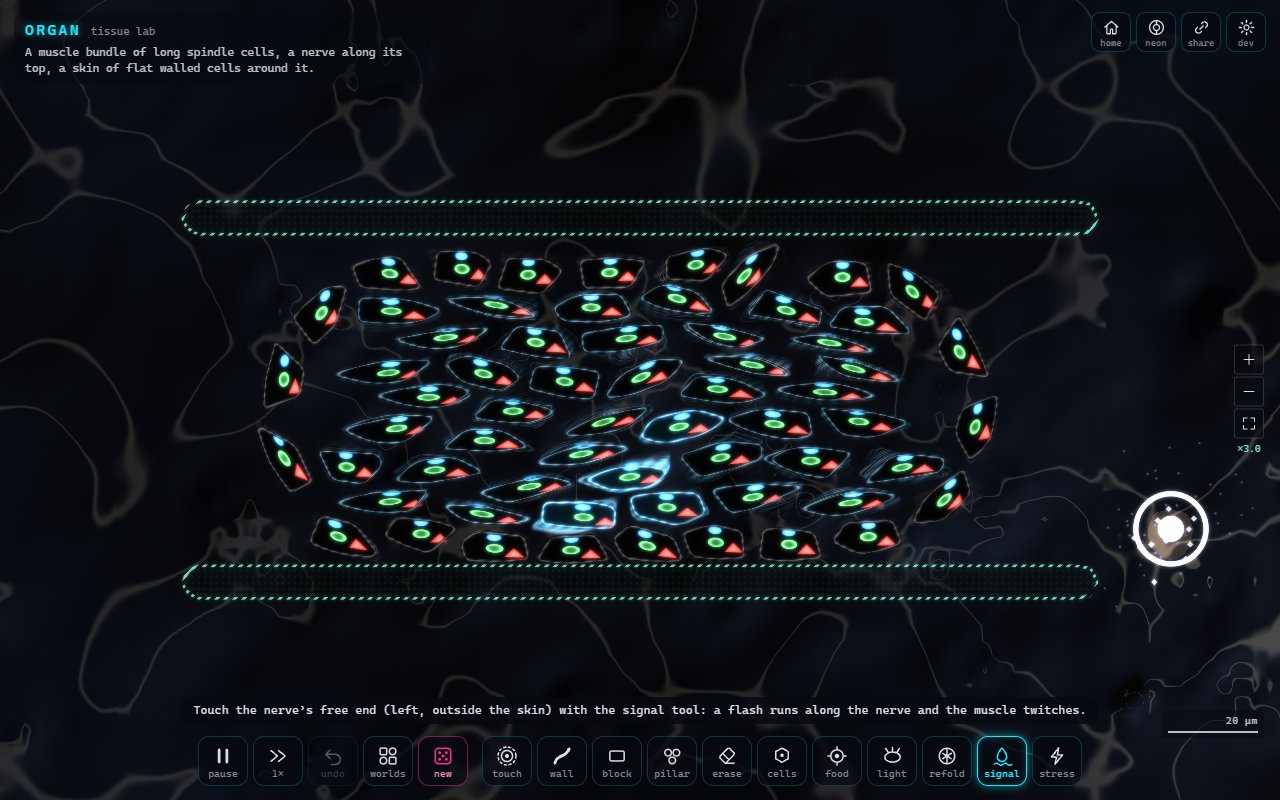 ORGAN tissue lab
A muscle bundle of long spindle cells, a nerve along its
top, a skin of flat walled cells around it.
home neon share dev
×3.0
20 µm
Touch the nerve's free end (left, outside the skin) with the signal tool: a flash runs along the nerve and the muscle twitches.
pause 1× undo worlds new touch wall block pillar erase cells food light refold signal stress